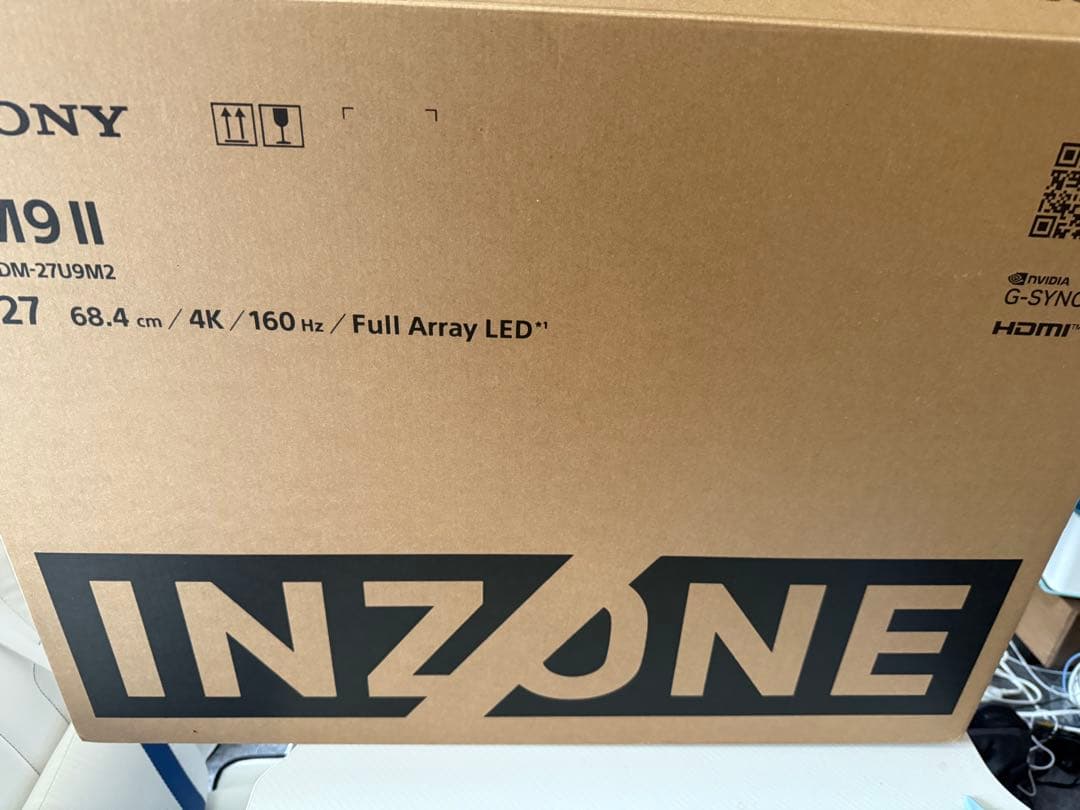 ONY
M9 II
DM-27U9M2
27 68.4 cm / 4K / 160 Hz / Full Array LED*1
NVIDIA
G-SYNC
HDMI™
INZONE